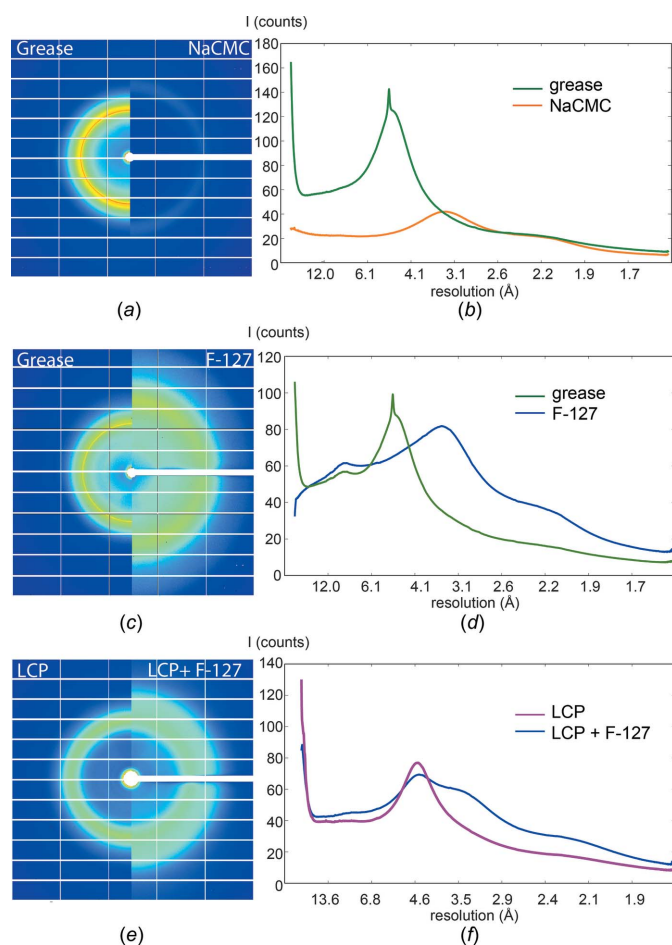 I (counts)
Grease NaCMC
180
160
140
120
100
80
60
40
20
0
grease
NaCMC
12.0 6.1 4.1 3.1 2.6 2.2 1.9 1.7
resolution (Å)
(a) (b)
I (counts)
Grease F-127
120
100
80
60
40
20
0
grease
F-127
12.0 6.1 4.1 3.1 2.6 2.2 1.9 1.7
resolution (Å)
(c) (d)
I (counts)
LCP LCP+ F-127
140
120
100
80
60
40
20
0
LCP
LCP + F-127
13.6 6.8 4.6 3.5 2.9 2.4 2.1 1.9
resolution (Å)
(e) (f)